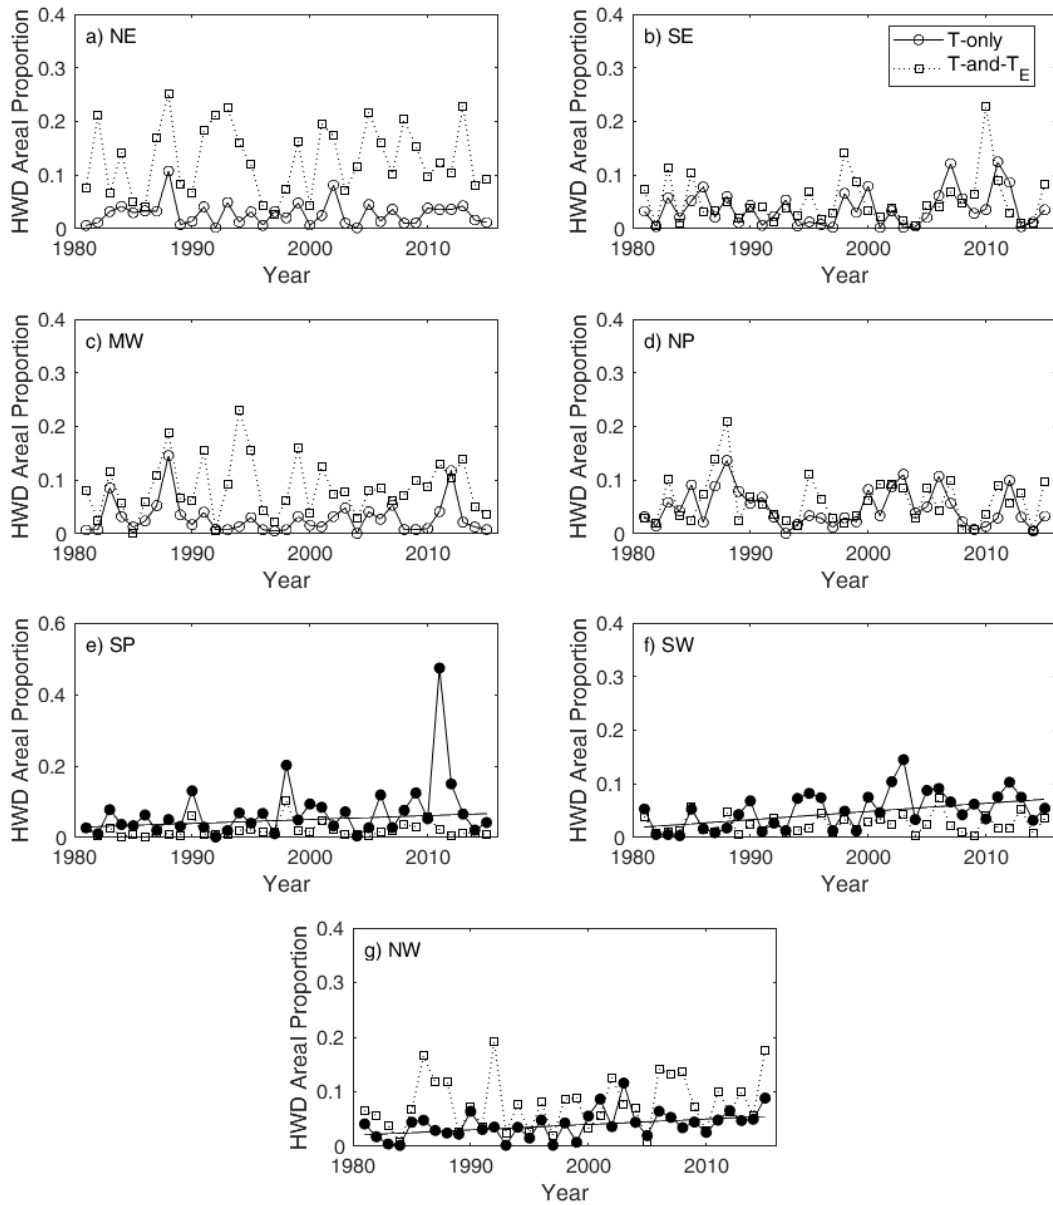 HWD Areal Proportion
0.4
0.3
0.2
0.1
0
a) NE
1980
1990
2000
2010
Year
HWD Areal Proportion
0.4
0.3
0.2
0.1
0
b) SE
T-only
T-and-T_E
1980
1990
2000
2010
Year
HWD Areal Proportion
0.4
0.3
0.2
0.1
0
c) MW
1980
1990
2000
2010
Year
HWD Areal Proportion
0.4
0.3
0.2
0.1
0
d) NP
1980
1990
2000
2010
Year
HWD Areal Proportion
0.6
0.4
0.2
0
e) SP
1980
1990
2000
2010
Year
HWD Areal Proportion
0.4
0.3
0.2
0.1
0
f) SW
1980
1990
2000
2010
Year
HWD Areal Proportion
0.4
0.3
0.2
0.1
0
g) NW
1980
1990
2000
2010
Year